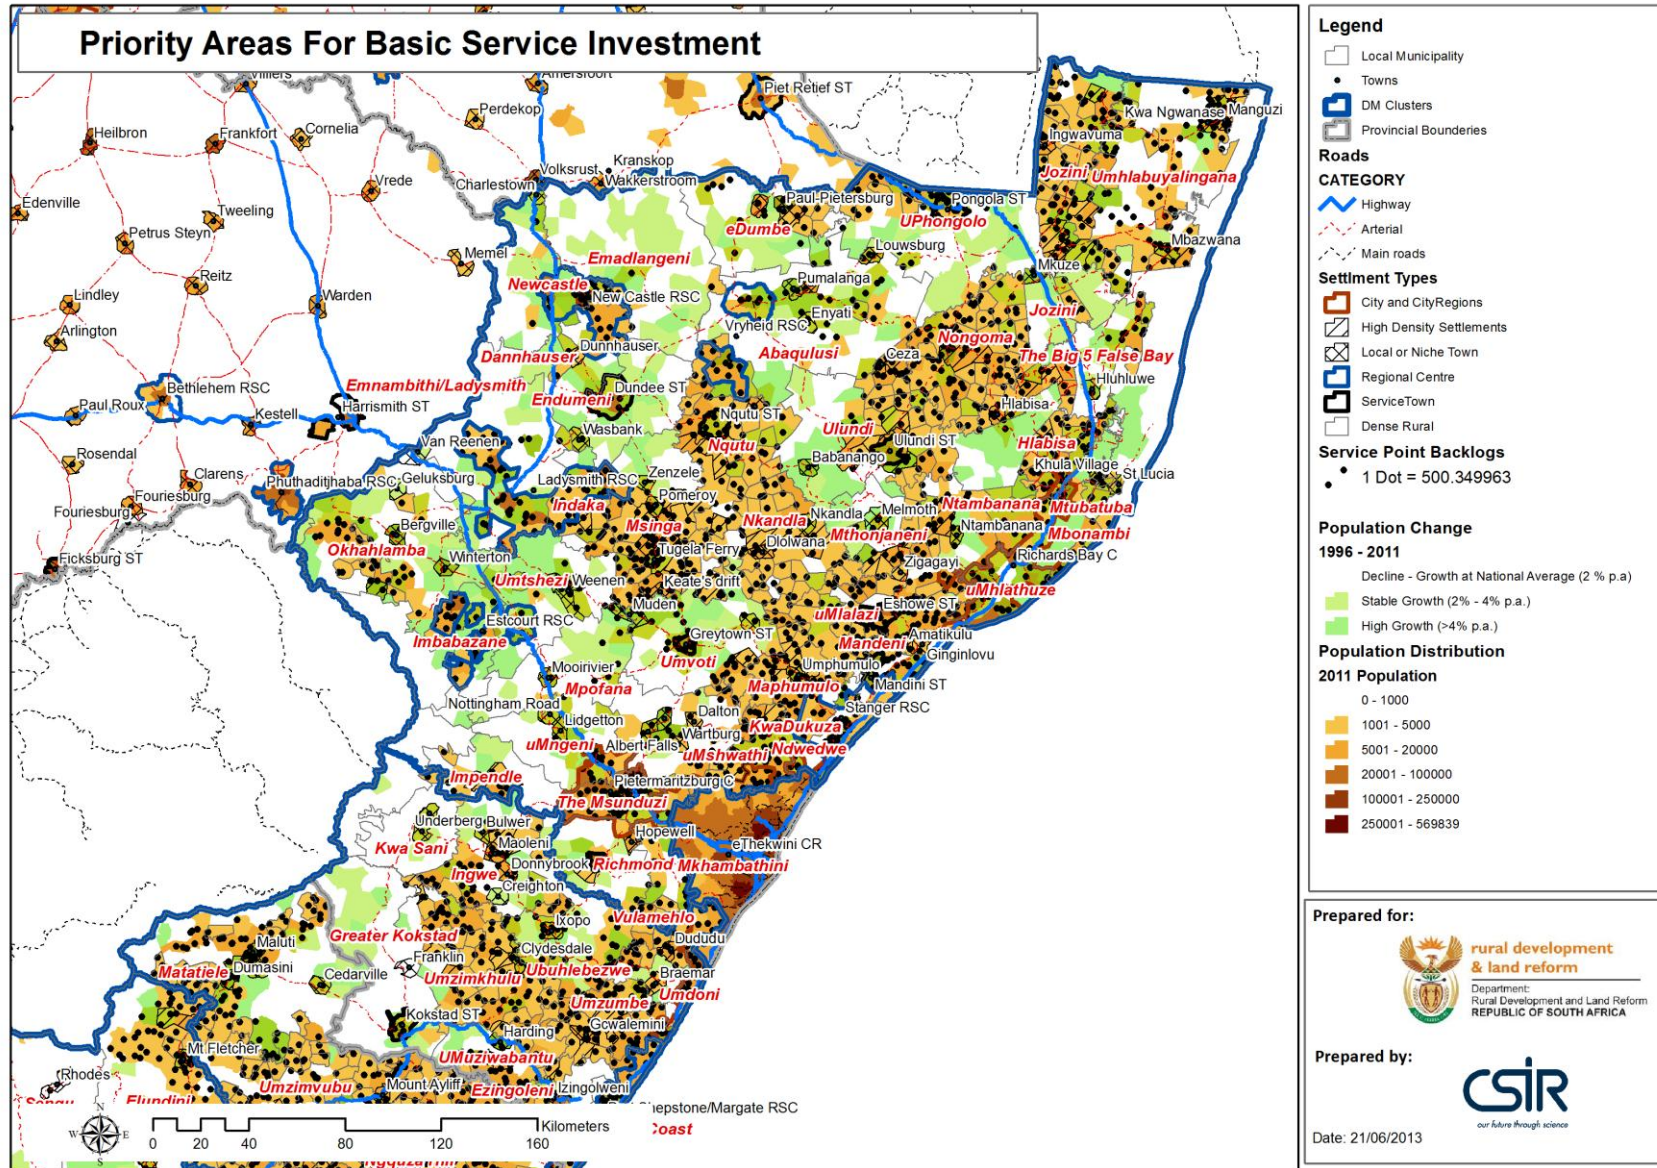 Priority Areas For Basic Service Investment
Villiers
Amersfoort
Perdekop
Piet Retief ST
Heilbron
Frankfort
Cornelia
Kwa Ngwanase
Manguzi
Ingwavuma
Volksrust
Kranskop
Wakkerstroom
Charlestown
Vrede
Edenville
Tweeling
Petrus Steyn
Paul-Pietersburg
Pongola ST
UPhongolo
eDumbe
Jozini
Umhlabuyalingana
Mbazwana
Memel
Emadlangeni
Louwsburg
Reitz
Mkuze
Pumalanga
Newcastle
New Castle RSC
Lindley
Warden
Enyati
Vryheid RSC
Jozini
Arlington
Dunnhauser
Dannhauser
Abaqulusi
Ceza
Nongoma
The Big 5 False Bay
Bethlehem RSC
Emnambithi/Ladysmith
Dundee ST
Hluhluwe
Paul Roux
Harrismith ST
Kestell
Endumeni
Nqutu ST
Hlabisa
Wasbank
Van Reenen
Nqutu
Ulundi
Ulundi ST
Hlabisa
Rosendal
Babanango
Khula Village
St Lucia
Clarens
Phuthaditjhaba RSC
Geluksburg
Ladysmith RSC
Zenzele
Pomeroy
Fouriesburg
Fouriesburg
Indaka
Msinga
Nkandla
Nkandla
Melmoth
Ntambanana
Mtubatuba
Bergville
Ntambanana
Mbonambi
Mthonjaneni
Okhahlamba
Tugela Ferry
Dlolwana
Richards Bay C
Ficksburg ST
Winterton
Zigagayi
Umtshezi
Weenen
Keate's drift
uMhlathuze
Muden
Eshowe ST
uMlalazi
Estcourt RSC
Imbabazane
Greytown ST
Amatikulu
Mandeni
Ginginlovu
Umvoti
Umphumulo
Mooirivier
Mandini ST
Mpofana
Maphumulo
Nottingham Road
Dalton
Stanger RSC
Lidgetton
Wartburg
KwaDukuza
uMngeni
Albert Falls
uMshwathi
Ndwedwe
Impendle
Pietermaritzburg C
The Msunduzi
Underberg
Bulwer
Hopewell
Maoleni
eThekwini CR
Kwa Sani
Donnybrook
Richmond
Mkhambathini
Ingwe
Creighton
Ixopo
Vulamehlo
Dududu
Greater Kokstad
Maluti
Clydesdale
Franklin
Matatiele
Dumasini
Cedarville
Umzimkhulu
Ubuhlebezwe
Braemar
Umdoni
Umzumbe
Kokstad ST
Gcwalemini
Harding
Mt Fletcher
UMuziwabantu
Rhodes
Umzimvubu
Mount Ayliff
Ezingoleni
Izingolweni
Senqu
Elundini
Shepstone/Margate RSC
Coast
Ngquza Hill
N
W
E
S
0 20 40 80 120 160
Kilometers
Legend
Local Municipality
Towns
DM Clusters
Provincial Bounderies
Roads
CATEGORY
Highway
Arterial
Main roads
Settlment Types
City and CityRegions
High Density Settlements
Local or Niche Town
Regional Centre
ServiceTown
Dense Rural
Service Point Backlogs
1 Dot = 500.349963
Population Change
1996 - 2011
Decline - Growth at National Average (2 % p.a)
Stable Growth (2% - 4% p.a.)
High Growth (>4% p.a.)
Population Distribution
2011 Population
0 - 1000
1001 - 5000
5001 - 20000
20001 - 100000
100001 - 250000
250001 - 569839
Prepared for:
rural development
& land reform
Department:
Rural Development and Land Reform
REPUBLIC OF SOUTH AFRICA
Prepared by:
CSIR
our future through science
Date: 21/06/2013